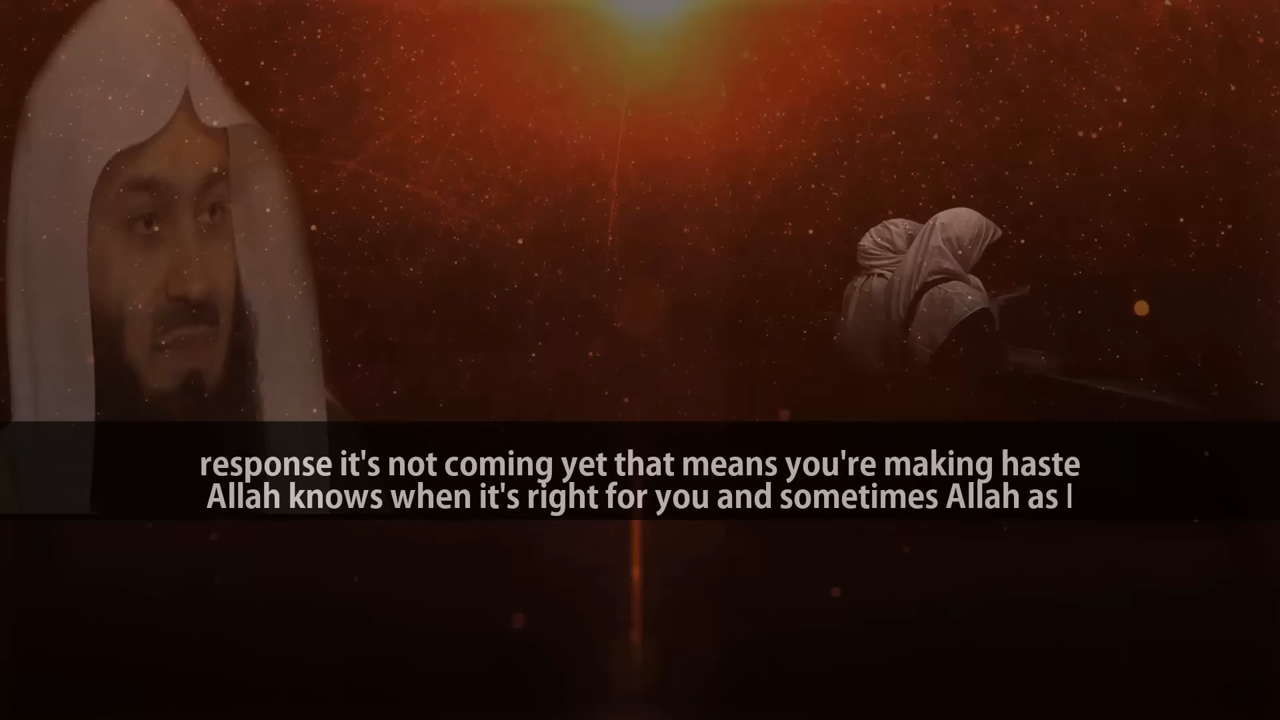 response it's not coming yet that means you're making haste
Allah knows when it's right for you and sometimes Allah as I